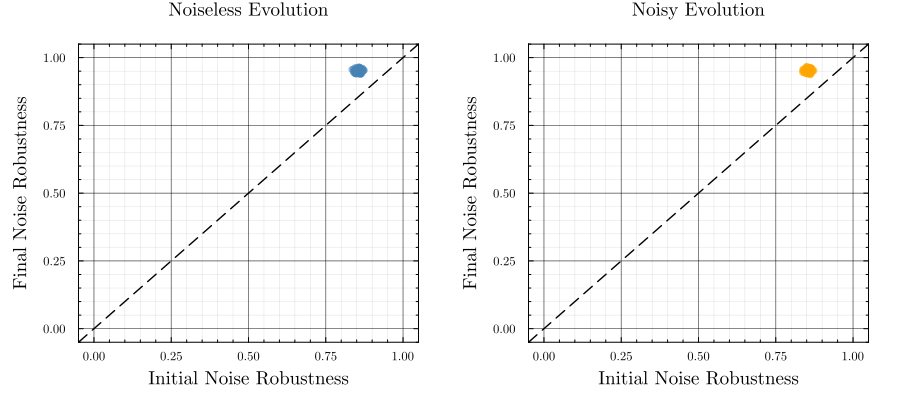 Noiseless Evolution
Final Noise Robustness
1.00
0.75
0.50
0.25
0.00
0.00 0.25 0.50 0.75 1.00
Initial Noise Robustness
Noisy Evolution
Final Noise Robustness
1.00
0.75
0.50
0.25
0.00
0.00 0.25 0.50 0.75 1.00
Initial Noise Robustness